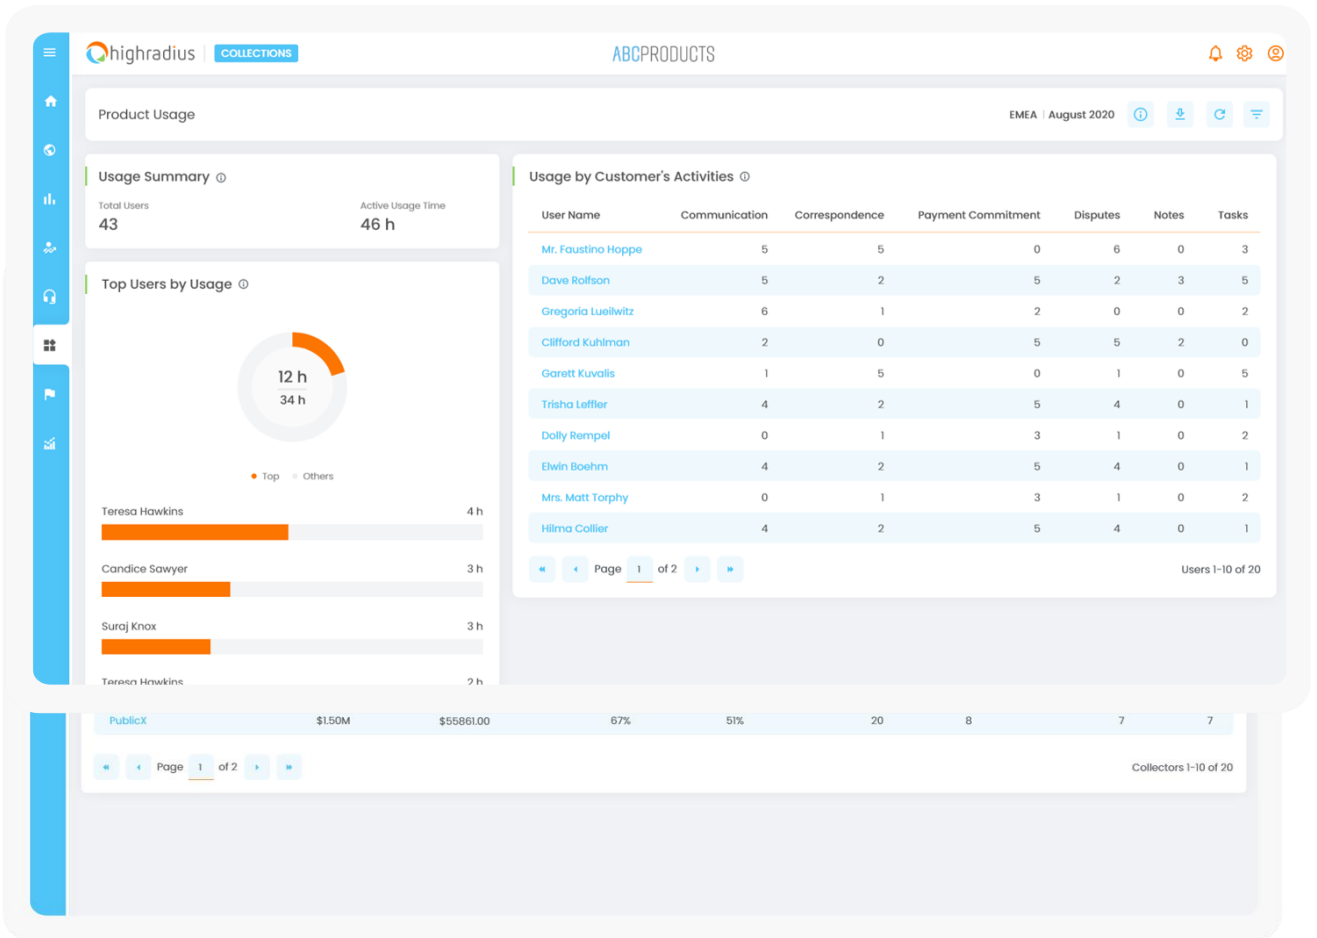 highradius COLLECTIONS ABCPRODUCTS
Product Usage EMEA August 2020
Usage Summary
Total Users Active Usage Time
43 46 h
Top Users by Usage
12 h
34 h
Top Others
Teresa Hawkins 4 h
Candice Sawyer 3 h
Suraj Knox 3 h
Teresa Hawkins 2 h
Usage by Customer's Activities
User Name Communication Correspondence Payment Commitment Disputes Notes Tasks
Mr. Faustino Hoppe 5 5 0 6 0 3
Dave Rolfson 5 2 5 2 3 5
Gregoria Lueilwitz 6 1 2 0 0 2
Clifford Kuhlman 2 0 5 5 2 0
Garett Kuvalis 1 5 0 1 0 5
Trisha Leffler 4 2 5 4 0 1
Dolly Rempel 0 1 3 1 0 2
Elwin Boehm 4 2 5 4 0 1
Mrs. Matt Torphy 0 1 3 1 0 2
Hilma Collier 4 2 5 4 0 1
Page 1 of 2 Users 1-10 of 20
PublicX $1.50M $55861.00 67% 51% 20 8 7 7
Page 1 of 2 Collectors 1-10 of 20